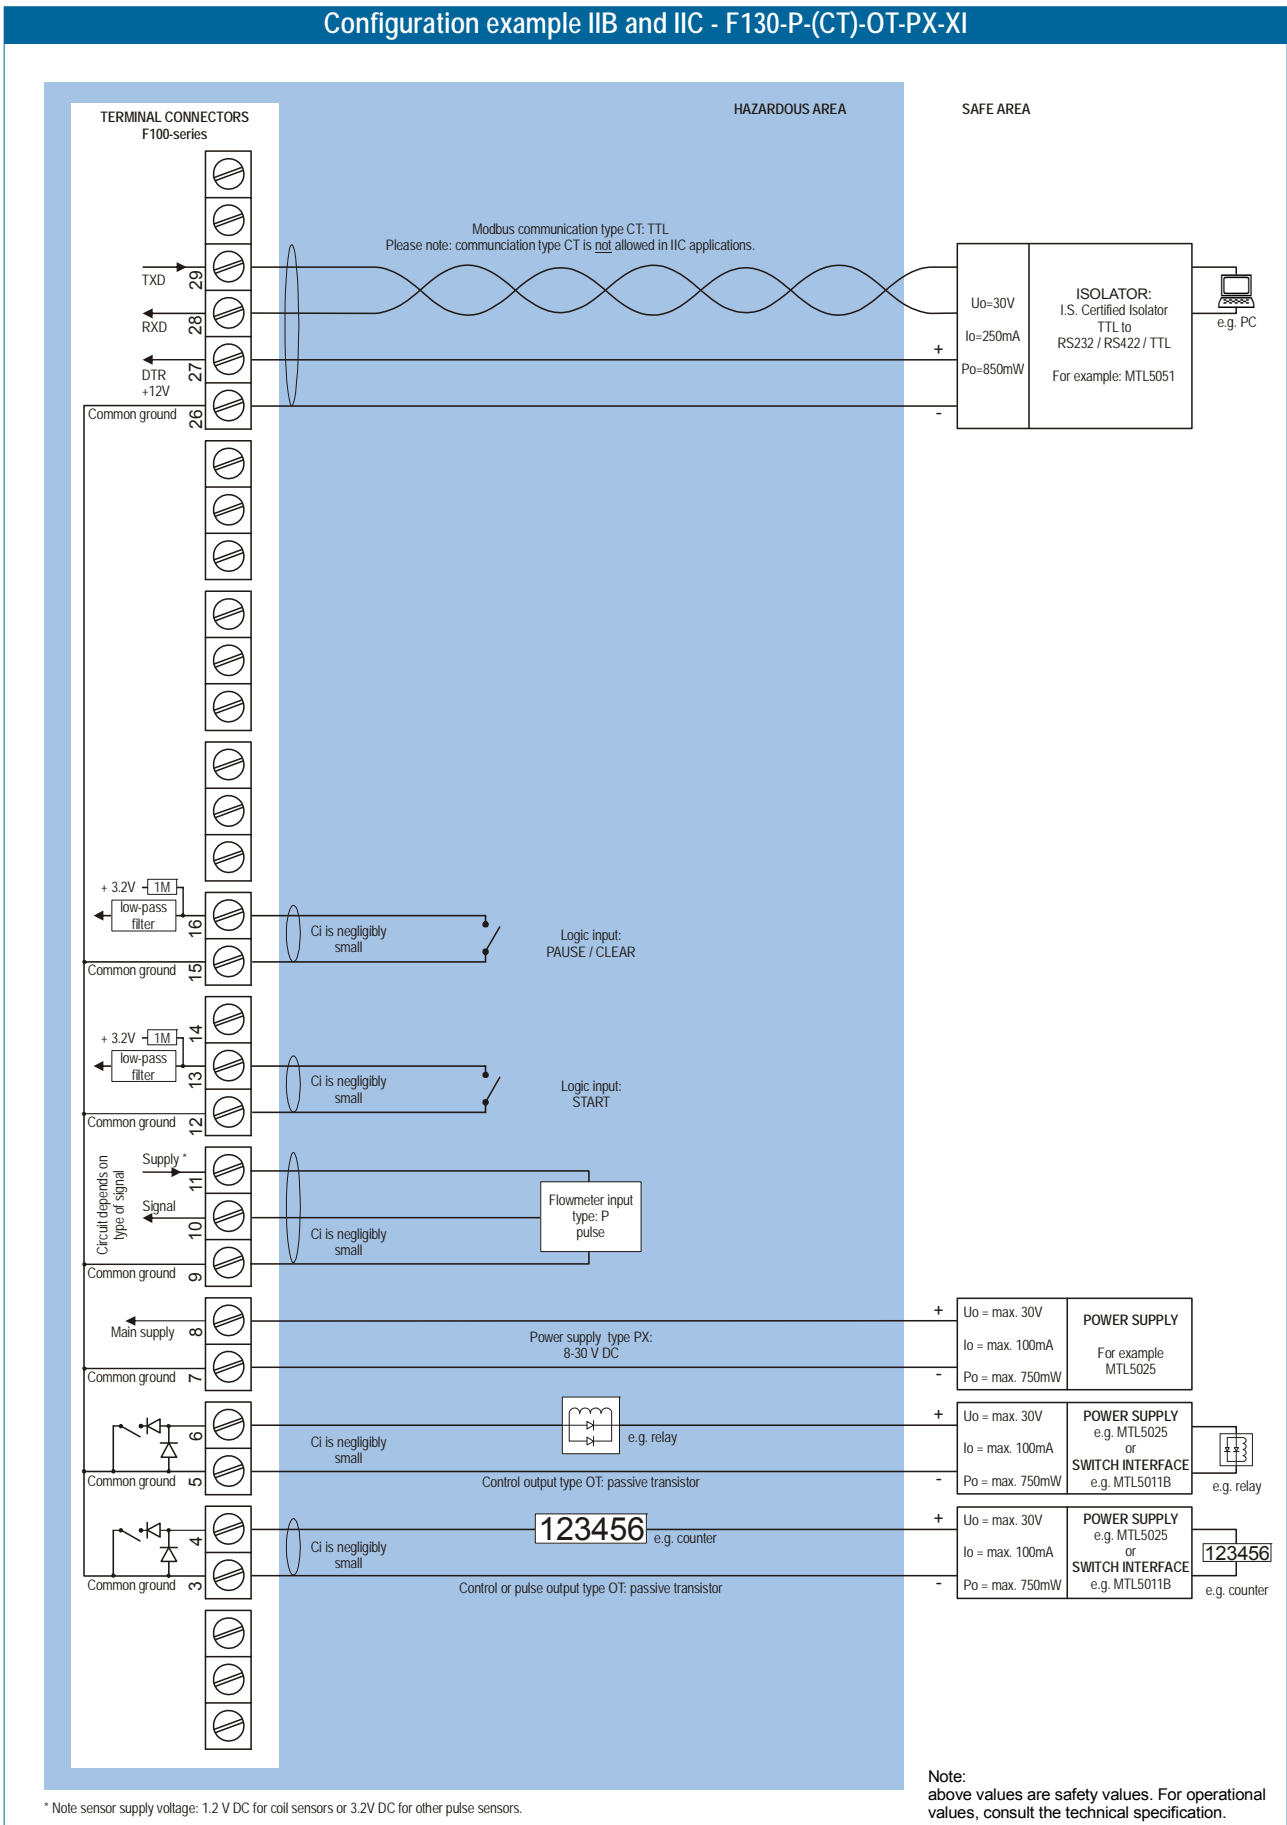 Configuration example IIB and IIC - F130-P-(CT)-OT-PX-XI
TERMINAL CONNECTORS
F100-series
HAZARDOUS AREA
SAFE AREA
Modbus communication type CT: TTL
Please note: communciation type CT is not allowed in IIC applications.
TXD
29
RXD
28
DTR
+12V
27
Common ground
26
+
-
Uo=30V
Io=250mA
Po=850mW
ISOLATOR:
I.S. Certified Isolator
TTL to
RS232 / RS422 / TTL
For example: MTL5051
e.g. PC
+ 3.2V
1M
low-pass
filter
16
Common ground
15
Ci is negligibly
small
Logic input:
PAUSE / CLEAR
14
+ 3.2V
1M
low-pass
filter
13
Common ground
12
Ci is negligibly
small
Logic input:
START
Circuit depends on
type of signal
Supply *
11
Signal
10
Common ground
9
Ci is negligibly
small
Flowmeter input
type: P
pulse
Main supply
8
Common ground
7
Power supply type PX:
8-30 V DC
+
-
Uo = max. 30V
Io = max. 100mA
Po = max. 750mW
POWER SUPPLY
For example
MTL5025
6
Common ground
5
Ci is negligibly
small
e.g. relay
Control output type OT: passive transistor
+
-
Uo = max. 30V
Io = max. 100mA
Po = max. 750mW
POWER SUPPLY
e.g. MTL5025
or
SWITCH INTERFACE
e.g. MTL5011B
e.g. relay
4
Common ground
3
Ci is negligibly
small
123456
e.g. counter
Control or pulse output type OT: passive transistor
+
-
Uo = max. 30V
Io = max. 100mA
Po = max. 750mW
POWER SUPPLY
e.g. MTL5025
or
SWITCH INTERFACE
e.g. MTL5011B
123456
e.g. counter
* Note sensor supply voltage: 1.2 V DC for coil sensors or 3.2V DC for other pulse sensors.
Note:
above values are safety values. For operational
values, consult the technical specification.